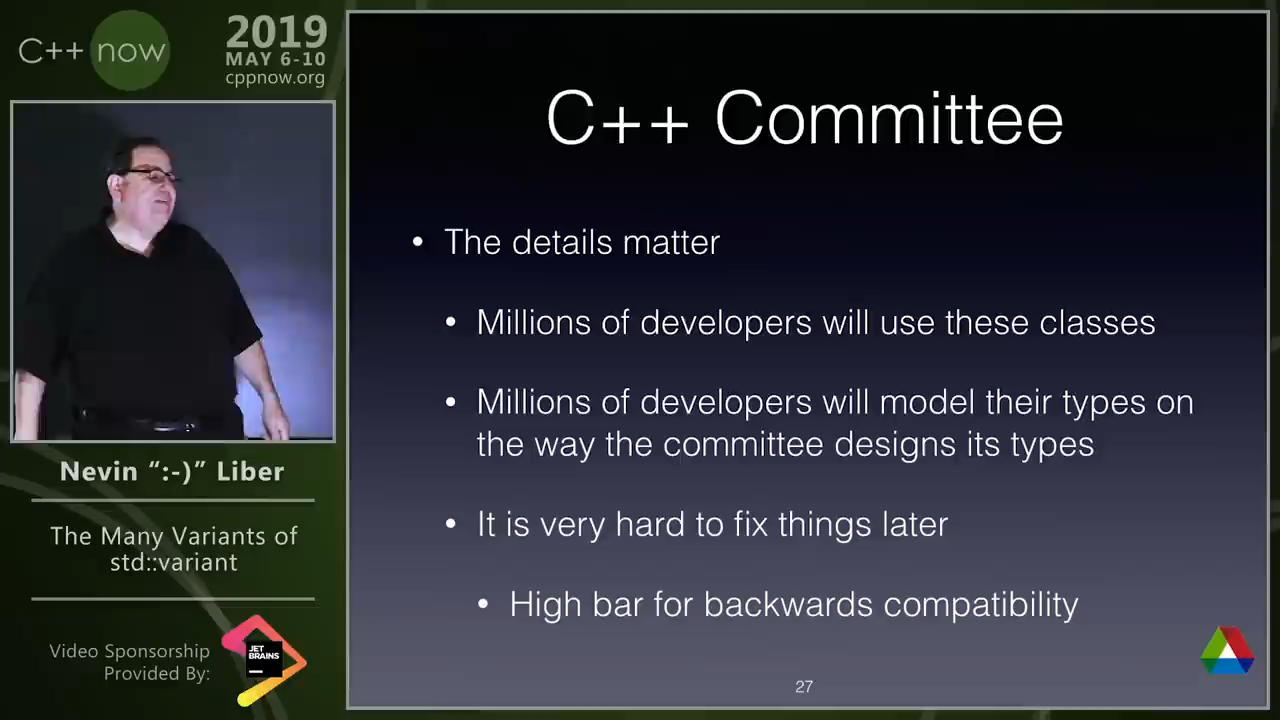 C++ now
2019
MAY 6-10
cppnow.org
Nevin “:-)” Liber
The Many Variants of
std::variant
Video Sponsorship
Provided By:
JET
BRAINS
C++ Committee
• The details matter
• Millions of developers will use these classes
• Millions of developers will model their types on
the way the committee designs its types
• It is very hard to fix things later
• High bar for backwards compatibility
27